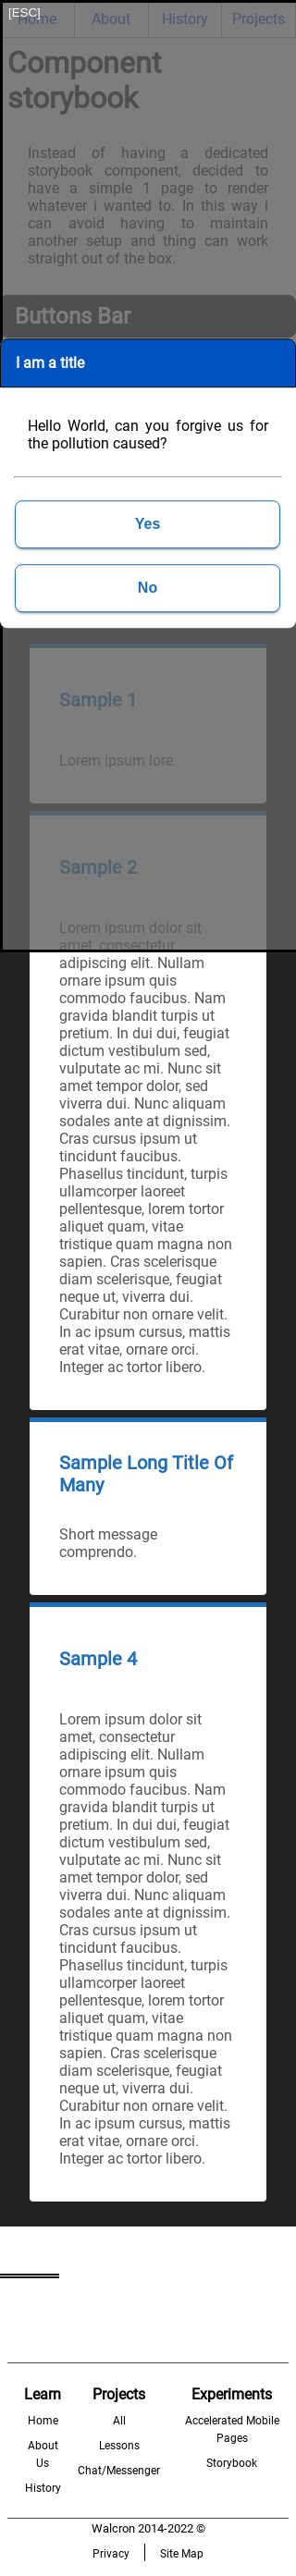 [ESC]
Home About History Projects
Component
storybook
Instead of having a dedicated
storybook component, decided to
have a simple 1 page to render
whatever i wanted to. In this way i
can avoid having to maintain
another setup and thing can work
straight out of the box.
Buttons Bar
I am a title
Hello World, can you forgive us for
the pollution caused?
Yes
No
Sample 1
Lorem ipsum lore
Sample 2
Lorem ipsum dolor sit
amet, consectetur
adipiscing elit. Nullam
ornare ipsum quis
commodo faucibus. Nam
gravida blandit turpis ut
pretium. In dui dui, feugiat
dictum vestibulum sed,
vulputate ac mi. Nunc sit
amet tempor dolor, sed
viverra dui. Nunc aliquam
sodales ante at dignissim.
Cras cursus ipsum ut
tincidunt faucibus.
Phasellus tincidunt, turpis
ullamcorper laoreet
pellentesque, lorem tortor
aliquet quam, vitae
tristique quam magna non
sapien. Cras scelerisque
diam scelerisque, feugiat
neque ut, viverra dui.
Curabitur non ornare velit.
In ac ipsum cursus, mattis
erat vitae, ornare orci.
Integer ac tortor libero.
Sample Long Title Of
Many
Short message
comprendo.
Sample 4
Lorem ipsum dolor sit
amet, consectetur
adipiscing elit. Nullam
ornare ipsum quis
commodo faucibus. Nam
gravida blandit turpis ut
pretium. In dui dui, feugiat
dictum vestibulum sed,
vulputate ac mi. Nunc sit
amet tempor dolor, sed
viverra dui. Nunc aliquam
sodales ante at dignissim.
Cras cursus ipsum ut
tincidunt faucibus.
Phasellus tincidunt, turpis
ullamcorper laoreet
pellentesque, lorem tortor
aliquet quam, vitae
tristique quam magna non
sapien. Cras scelerisque
diam scelerisque, feugiat
neque ut, viverra dui.
Curabitur non ornare velit.
In ac ipsum cursus, mattis
erat vitae, ornare orci.
Integer ac tortor libero.
Learn
Home
About
Us
History
Projects
All
Lessons
Chat/Messenger
Experiments
Accelerated Mobile
Pages
Storybook
Walcron 2014-2022 ©
Privacy Site Map